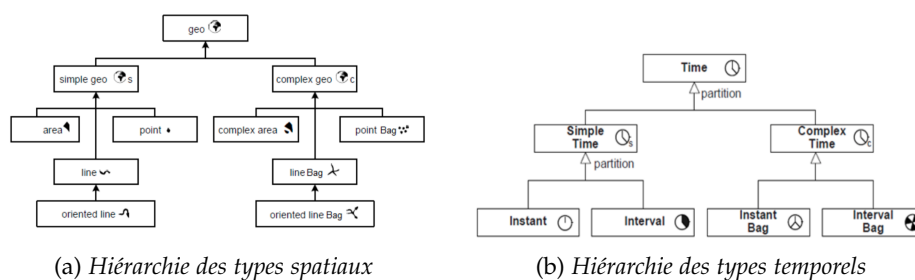 geo
simple geo s
complex geo c
area
point
complex area
point Bag
line
line Bag
oriented line
oriented line Bag
(a) Hiérarchie des types spatiaux
Time
partition
Simple
Time
s
Complex
Time
c
partition
Instant
Interval
Instant
Bag
Interval
Bag
(b) Hiérarchie des types temporels